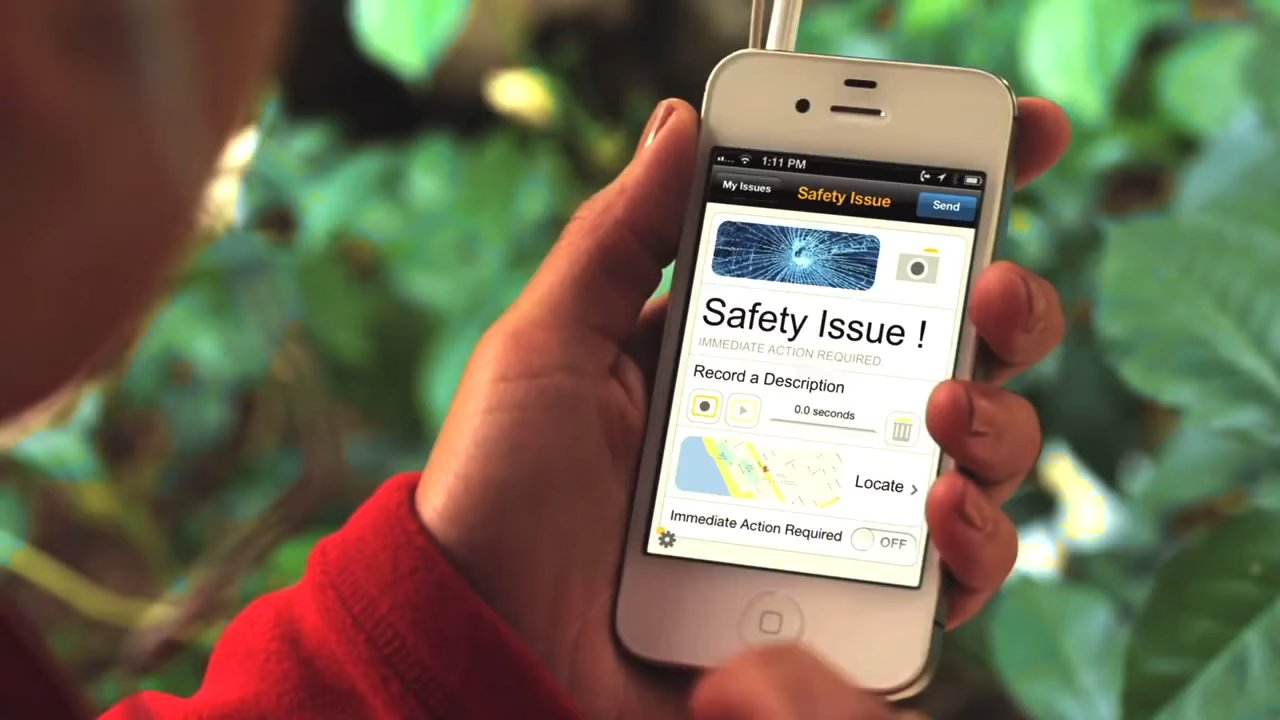 1:11 PM
My Issues
Safety Issue
Send
Safety Issue !
IMMEDIATE ACTION REQUIRED
Record a Description
0.0 seconds
Locate
Immediate Action Required
OFF